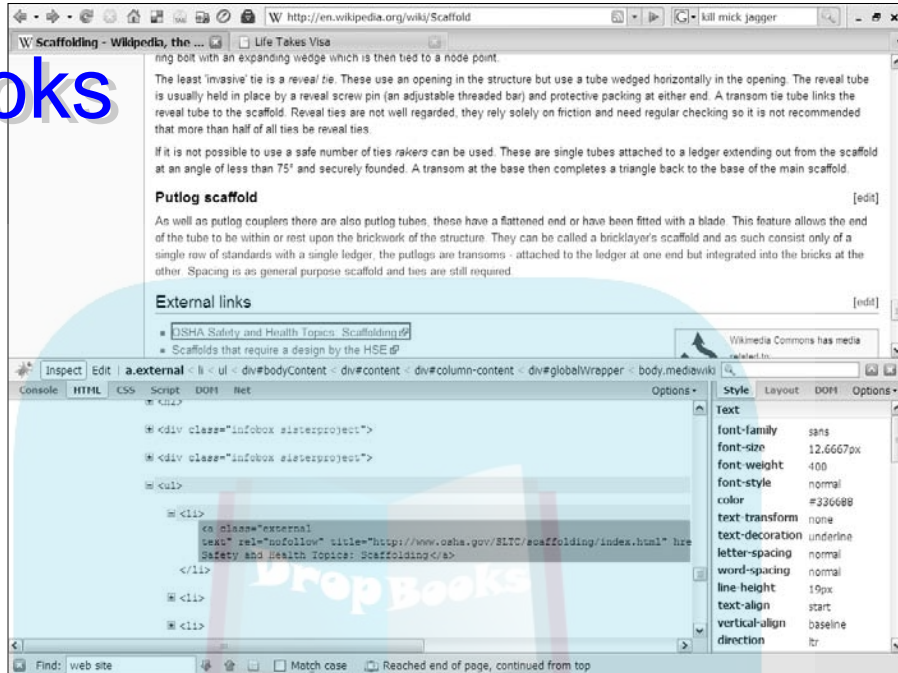 W http://en.wikipedia.org/wiki/Scaffold G kill mick jagger
W Scaffolding - Wikipedia, the ... Life Takes Visa
oks
ring bolt with an expanding wedge which is then tied to a node point.
The least 'invasive' tie is a reveal tie. These use an opening in the structure but use a tube wedged horizontally in the opening. The reveal tube
is usually held in place by a reveal screw pin (an adjustable threaded bar) and protective packing at either end. A transom tie tube links the
reveal tube to the scaffold. Reveal ties are not well regarded, they rely solely on friction and need regular checking so it is not recommended
that more than half of all ties be reveal ties.
If it is not possible to use a safe number of ties rakers can be used. These are single tubes attached to a ledger extending out from the scaffold
at an angle of less than 75° and securely founded. A transom at the base then completes a triangle back to the base of the main scaffold.
Putlog scaffold [edit]
As well as putlog couplers there are also putlog tubes, these have a flattened end or have been fitted with a blade. This feature allows the end
of the tube to be within or rest upon the brickwork of the structure. They can be called a bricklayer's scaffold and as such consist only of a
single row of standards with a single ledger, the putlogs are transoms - attached to the ledger at one end but integrated into the bricks at the
other. Spacing is as general purpose scaffold and ties are still required.
External links [edit]
OSHA Safety and Health Topics: Scaffolding
Scaffolds that require a design by the HSE
Wikimedia Commons has media
related to:
Inspect Edit | a.external < li < ul < div#bodyContent < div#content < div#column-content < div#globalWrapper < body.mediawiki
Console HTML CSS Script DOM Net Options
Style Layout DOM Options
<h2>
<div class="infobox sisterproject">
<div class="infobox sisterproject">
<ul>
<li>
<a class="external
text" rel="nofollow" title="http://www.osha.gov/SLTC/scaffolding/index.html" hre
Safety and Health Topics: Scaffolding</a>
</li>
<li>
<li>
DropBooks
Text
font-family sans
font-size 12.6667px
font-weight 400
font-style normal
color #336688
text-transform none
text-decoration underline
letter-spacing normal
word-spacing normal
line-height 19px
text-align start
vertical-align baseline
direction ltr
Find: web site Match case Reached end of page, continued from top